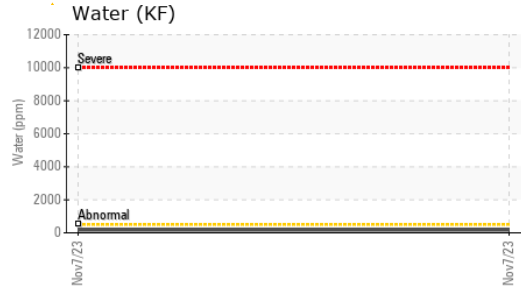 Water (KF)
12000
Severe
10000
8000
6000
Water (ppm)
4000
2000
Abnormal
0
Nov7/23
Nov7/23